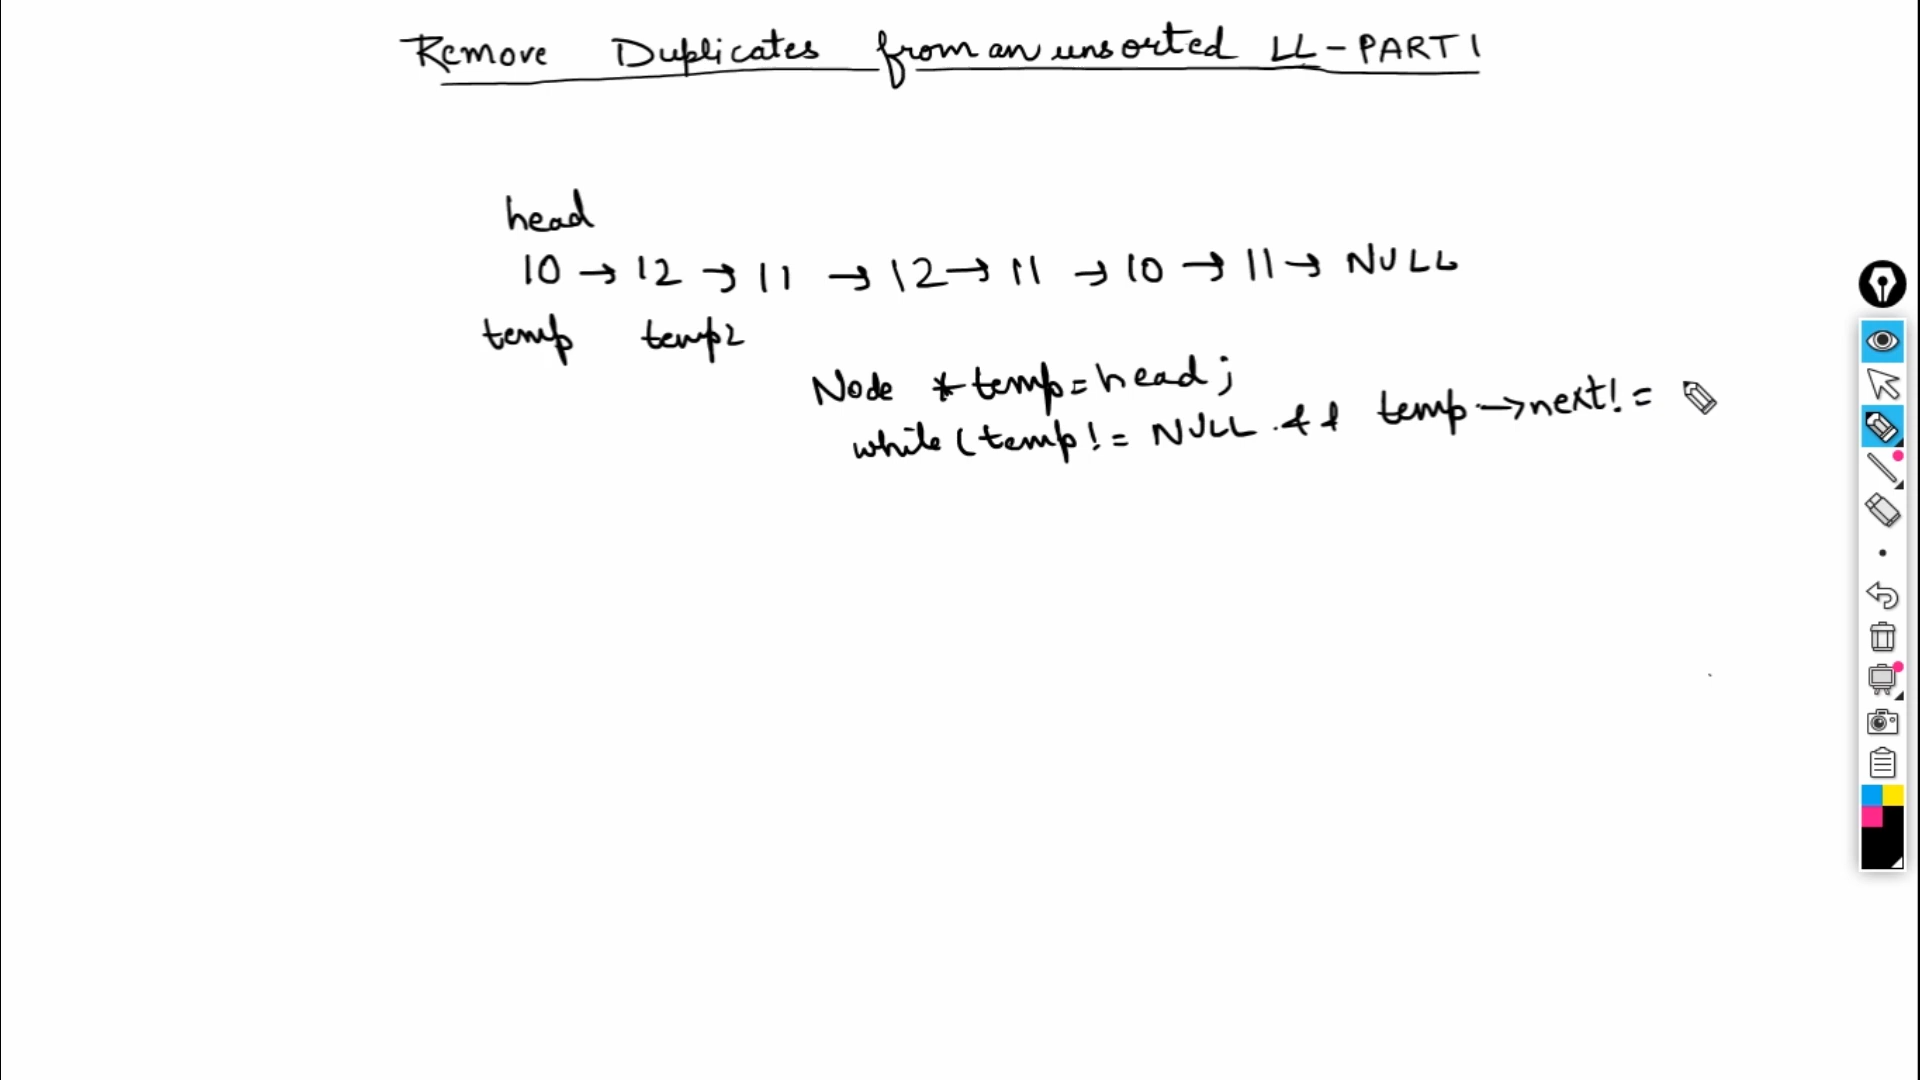 Remove Duplicates from an unsorted LL - PART 1
head
10 → 12 → 11 → 12 → 11 → 10 → 11 → NULL
temp temp2
Node *temp = head;
while (temp != NULL && temp → next! =